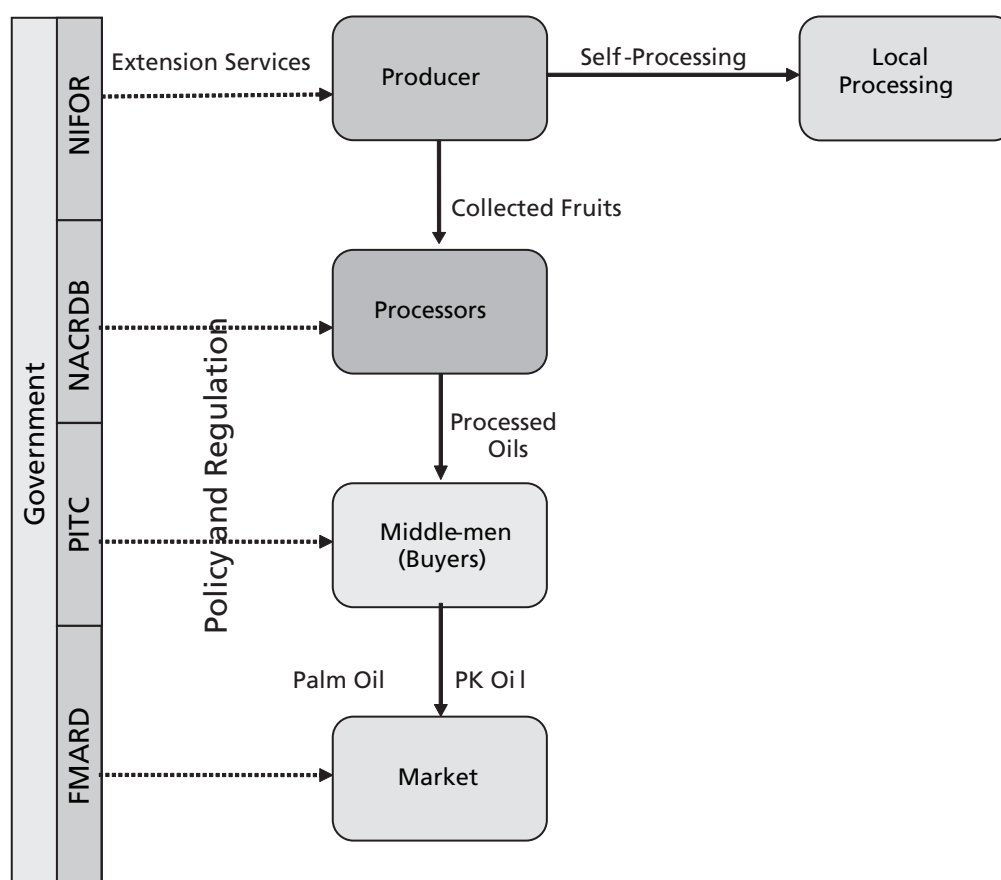 Government
NIFOR
NACRDB
PITC
FMARD
Extension Services
Producer
Self-Processing
Local
Processing
Collected Fruits
Processors
Policy and Regulation
Processed
Oils
Middle-men
(Buyers)
Palm Oil
PK Oil
Market